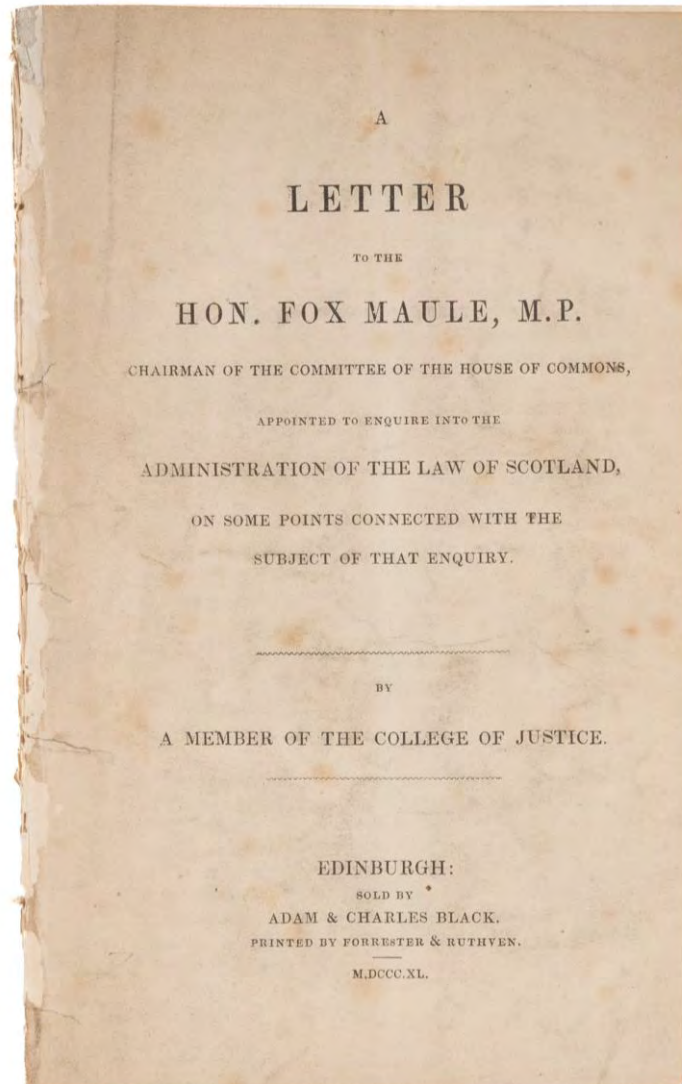 A
LETTER
TO THE
HON. FOX MAULE, M.P.
CHAIRMAN OF THE COMMITTEE OF THE HOUSE OF COMMONS,
APPOINTED TO ENQUIRE INTO THE
ADMINISTRATION OF THE LAW OF SCOTLAND,
ON SOME POINTS CONNECTED WITH THE
SUBJECT OF THAT ENQUIRY.
BY
A MEMBER OF THE COLLEGE OF JUSTICE.
EDINBURGH:
SOLD BY
ADAM & CHARLES BLACK.
PRINTED BY FORRESTER & RUTHVEN.
M.DCCC.XL.